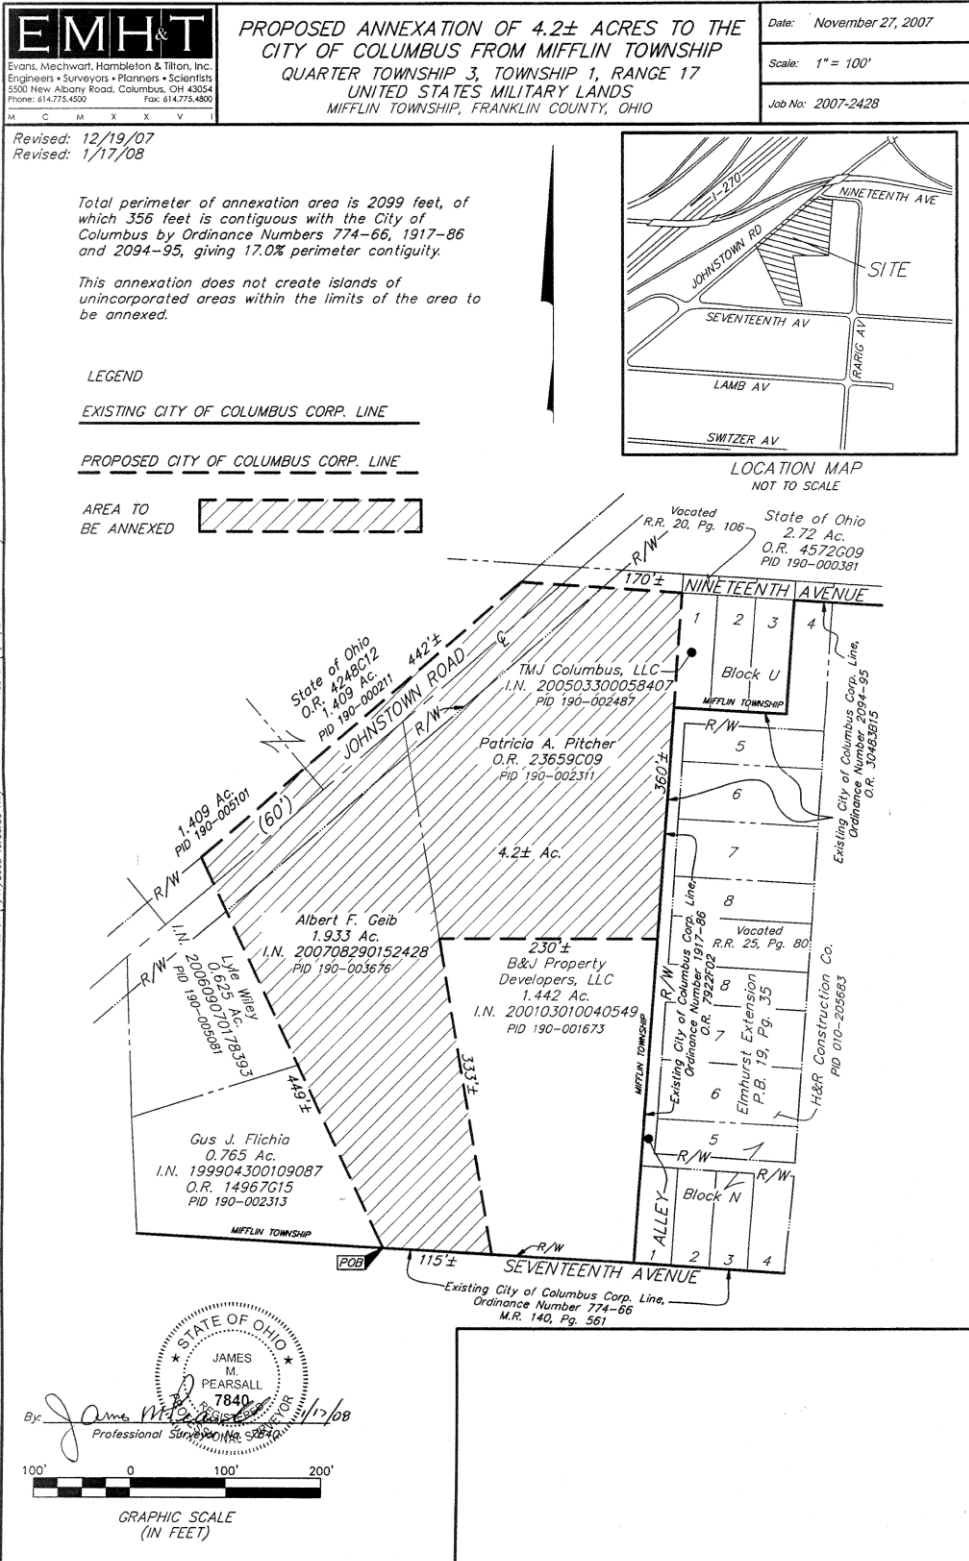 EMH&T
Evans, Mechwart, Hambleton & Tilton, Inc.
Engineers • Surveyors • Planners • Scientists
5500 New Albany Road, Columbus, OH 43054
Phone: 614.775.4500 Fax: 614.775.4800
M C M X X V I
PROPOSED ANNEXATION OF 4.2± ACRES TO THE
CITY OF COLUMBUS FROM MIFFLIN TOWNSHIP
QUARTER TOWNSHIP 3, TOWNSHIP 1, RANGE 17
UNITED STATES MILITARY LANDS
MIFFLIN TOWNSHIP, FRANKLIN COUNTY, OHIO
Date: November 27, 2007
Scale: 1" = 100'
Job No: 2007-2428
Revised: 12/19/07
Revised: 1/17/08
Total perimeter of annexation area is 2099 feet, of
which 356 feet is contiguous with the City of
Columbus by Ordinance Numbers 774-66, 1917-86
and 2094-95, giving 17.0% perimeter contiguity.
This annexation does not create islands of
unincorporated areas within the limits of the area to
be annexed.
LEGEND
EXISTING CITY OF COLUMBUS CORP. LINE
PROPOSED CITY OF COLUMBUS CORP. LINE
AREA TO
BE ANNEXED
I-270
NINETEENTH AVE
JOHNSTOWN RD
SITE
SEVENTEENTH AV
RARIG AV
LAMB AV
SWITZER AV
LOCATION MAP
NOT TO SCALE
Vacated
R.R. 20, Pg. 106
State of Ohio
2.72 Ac.
O.R. 4572G09
PID 190-000381
R/W
170'±
NINETEENTH AVENUE
1 2 3 4
Block U
MIFFLIN TOWNSHIP
State of Ohio
O.R. 4248C12
1.409 Ac.
PID 190-000211
442'±
JOHNSTOWN ROAD
R/W
(60')
TMJ Columbus, LLC
I.N. 200503300058407
PID 190-002487
Patricia A. Pitcher
O.R. 23659C09
PID 190-002311
360'±
4.2± Ac.
R/W
5
6
7
8
Vacated
R.R. 25, Pg. 80
8
7
6
5
Existing City of Columbus Corp. Line,
Ordinance Number 2094-95
O.R. 30483B15
1.409 Ac.
PID 190-005101
R/W
R/W
Albert F. Geib
1.933 Ac.
I.N. 200708290152428
PID 190-003676
230'±
B&J Property
Developers, LLC
1.442 Ac.
I.N. 200103010040549
PID 190-001673
R/W
MIFFLIN TOWNSHIP
Existing City of Columbus Corp. Line,
Ordinance Number 1917-86
O.R. 7922F02
Elmhurst Extension
P.B. 19, Pg. 35
H&R Construction Co.
PID 010-205683
Lyle Wiley
0.625 Ac.
I.N. 200609070178393
PID 190-005081
449'±
333'±
Gus J. Flichia
0.765 Ac.
I.N. 199904300109087
O.R. 14967G15
PID 190-002313
MIFFLIN TOWNSHIP
R/W
R/W
ALLEY
Block N
1 2 3 4
POB
115'±
R/W
SEVENTEENTH AVENUE
Existing City of Columbus Corp. Line,
Ordinance Number 774-66
M.R. 140, Pg. 561
STATE OF OHIO
JAMES
M.
PEARSALL
7840
REGISTERED
PROFESSIONAL SURVEYOR
By: 1/17/08
Professional Surveyor No. 7840
100' 0 100' 200'
GRAPHIC SCALE
(IN FEET)